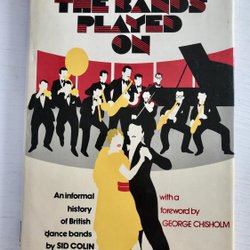 THE BANDS
PLAYED
ON
An informal
history
of British
dance bands
by SID COLIN
with a
foreword by
GEORGE CHISHOLM